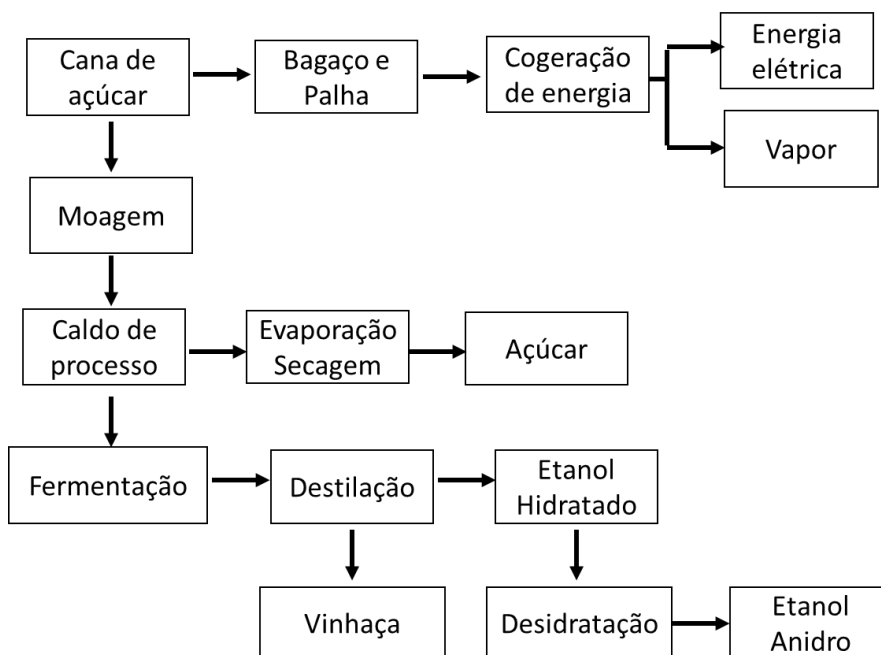 Cana de
açúcar
Bagaço e
Palha
Cogeração
de energia
Energia
elétrica
Vapor
Moagem
Caldo de
processo
Evaporação
Secagem
Açúcar
Fermentação
Destilação
Etanol
Hidratado
Vinhaça
Desidratação
Etanol
Anidro